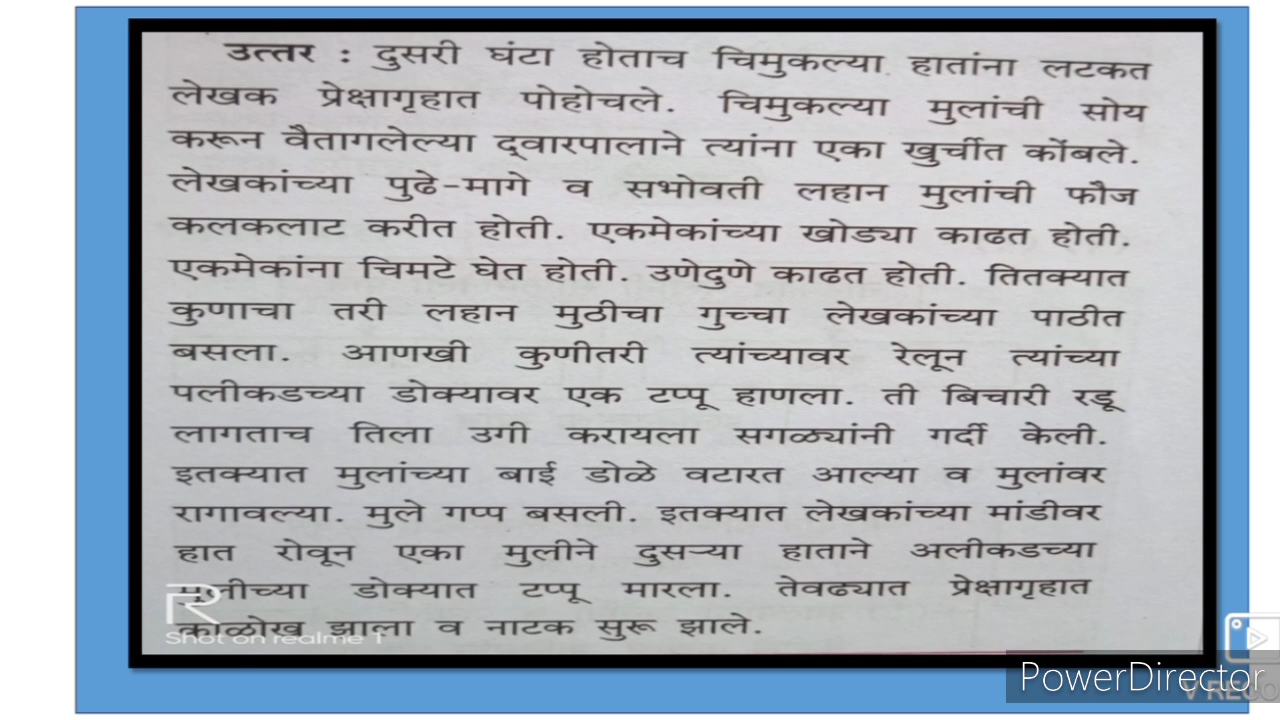 उत्तर : दुसरी घंटा होताच चिमुकल्या हातांना लटकत
लेखक प्रेक्षागृहात पोहोचले. चिमुकल्या मुलांची सोय
करून वैतागलेल्या द्‌वारपालाने त्यांना एका खुर्चीत कोंबले.
लेखकांच्या पुढे-मागे व सभोवती लहान मुलांची फौज
कलकलाट करीत होती. एकमेकांच्या खोड्या काढत होती.
एकमेकांना चिमटे घेत होती. उणेदुणे काढत होती. तितक्यात
कुणाचा तरी लहान मुठीचा गुच्चा लेखकांच्या पाठीत
बसला. आणखी कुणीतरी त्यांच्यावर रेलून त्यांच्या
पलीकडच्या डोक्यावर एक टप्पू हाणला. ती बिचारी रडू
लागताच तिला उगी करायला सगळ्यांनी गर्दी केली.
इतक्यात मुलांच्या बाई डोळे वटारत आल्या व मुलांवर
रागावल्या. मुले गप्प बसली. इतक्यात लेखकांच्या मांडीवर
हात रोवून एका मुलीने दुसऱ्या हाताने अलीकडच्या
मुलीच्या डोक्यात टप्पू मारला. तेवढ्यात प्रेक्षागृहात
काळोख झाला व नाटक सुरू झाले.
R
Shot on realme 1
PowerDirector